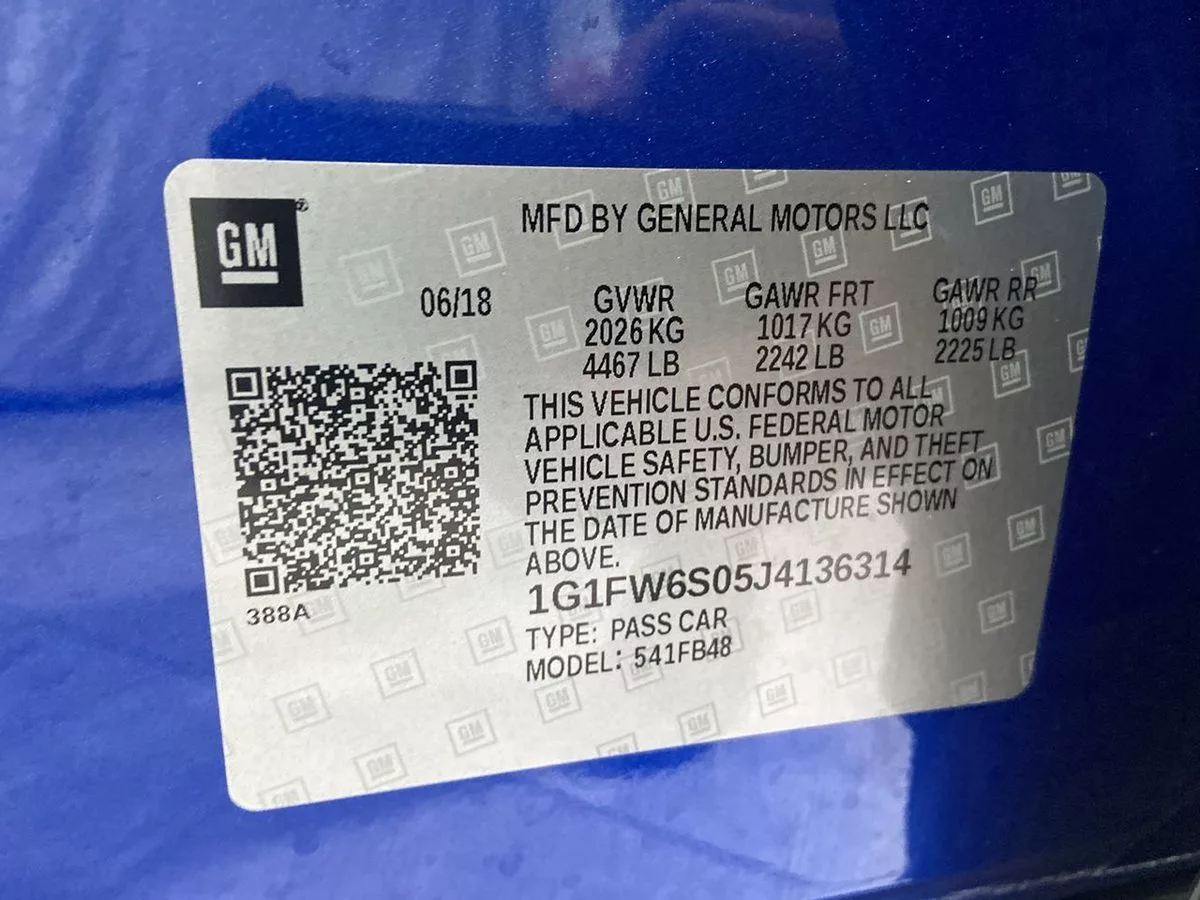 GM®
MFD BY GENERAL MOTORS LLC
06/18
GVWR
2026 KG
4467 LB
GAWR FRT
1017 KG
2242 LB
GAWR RR
1009 KG
2225 LB
THIS VEHICLE CONFORMS TO ALL
APPLICABLE U.S. FEDERAL MOTOR
VEHICLE SAFETY, BUMPER, AND THEFT
PREVENTION STANDARDS IN EFFECT ON
THE DATE OF MANUFACTURE SHOWN
ABOVE.
1G1FW6S05J4136314
TYPE: PASS CAR
MODEL: 541FB48
388A